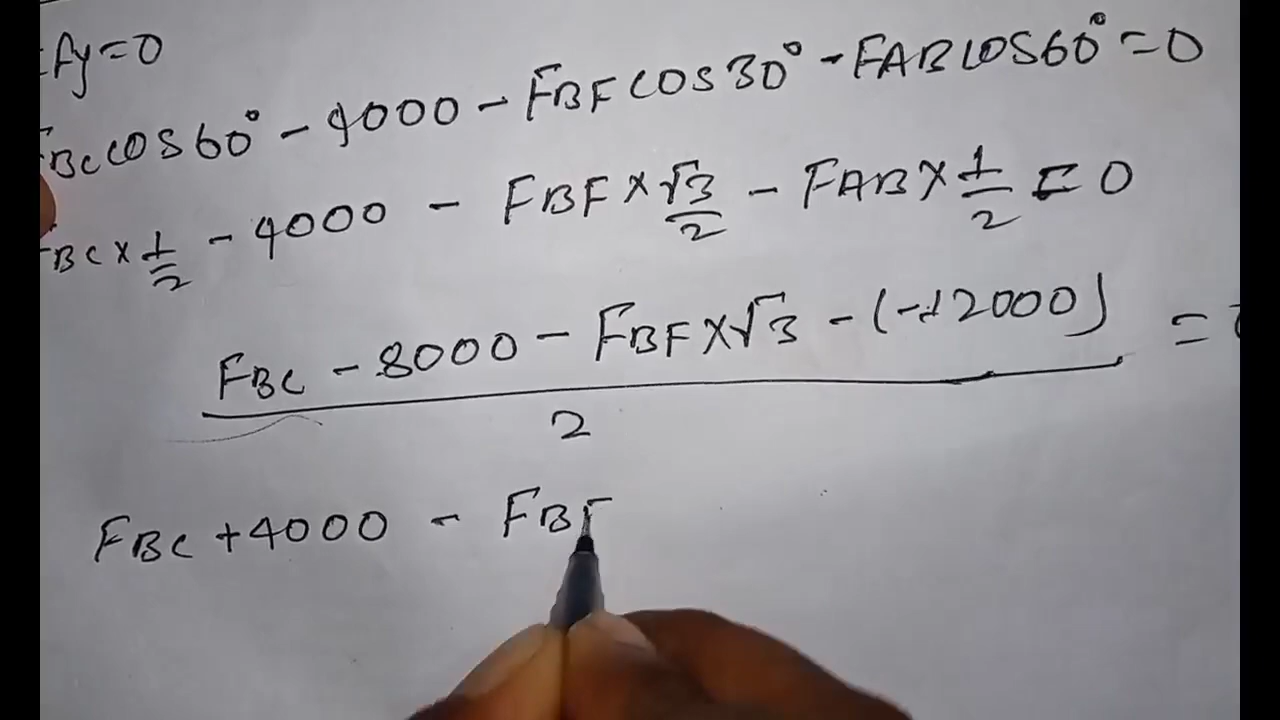 Fy=0
FBC COS60° - 4000 - FBF COS30° - FAB COS60° = 0
FBC × 1/2 - 4000 - FBF × √3/2 - FAB × 1/2 = 0
FBC - 8000 - FBF × √3 - (-12000) / 2 = 0
FBC + 4000 - FBF